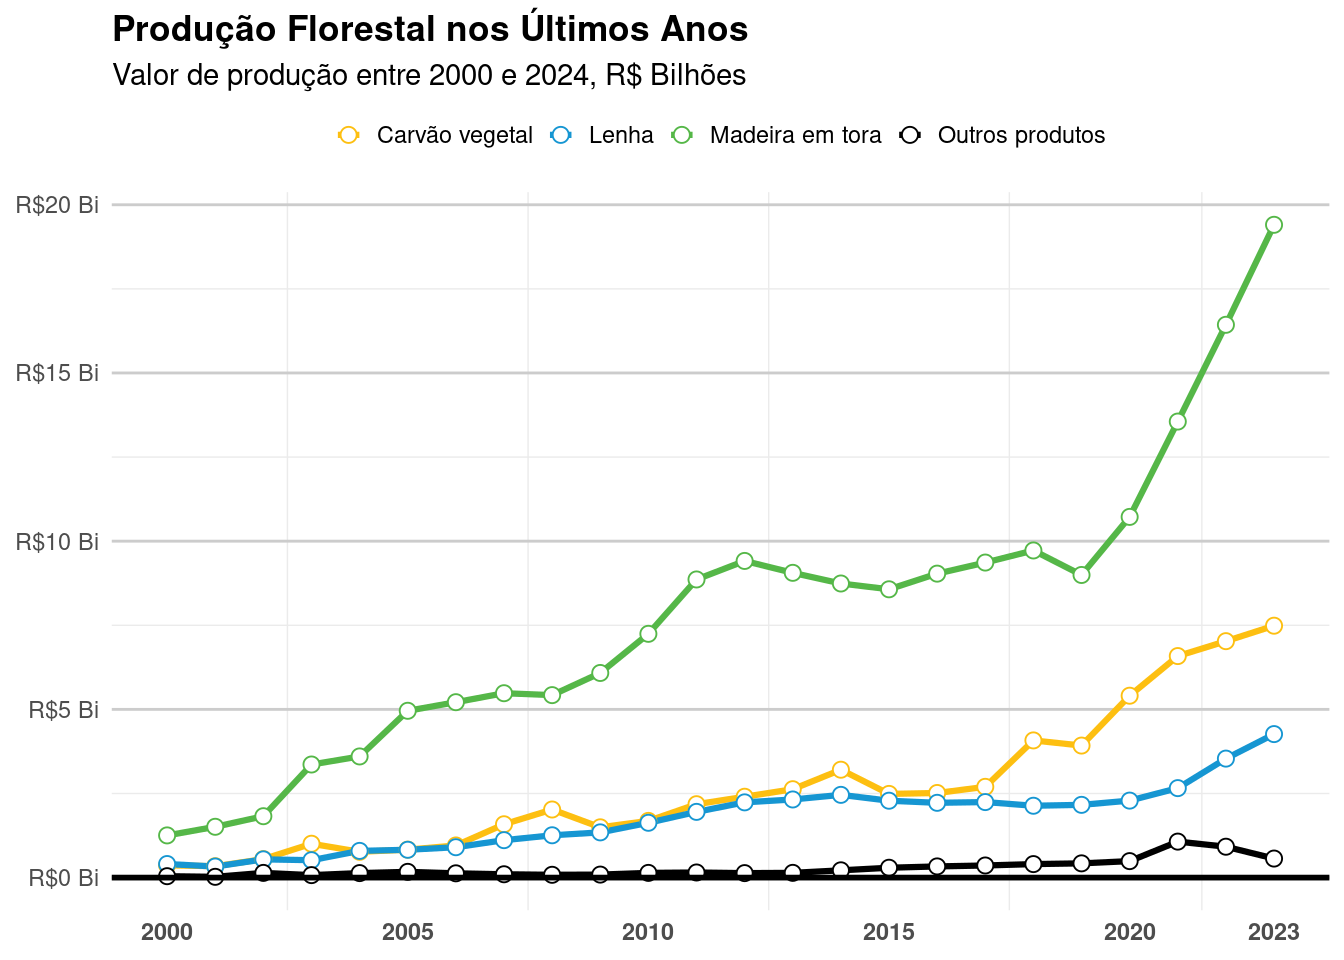 Produção Florestal nos Últimos Anos
Valor de produção entre 2000 e 2024, R$ Bilhões
Carvão vegetal Lenha Madeira em tora Outros produtos
R$20 Bi
R$15 Bi
R$10 Bi
R$5 Bi
R$0 Bi
2000 2005 2010 2015 2020 2023